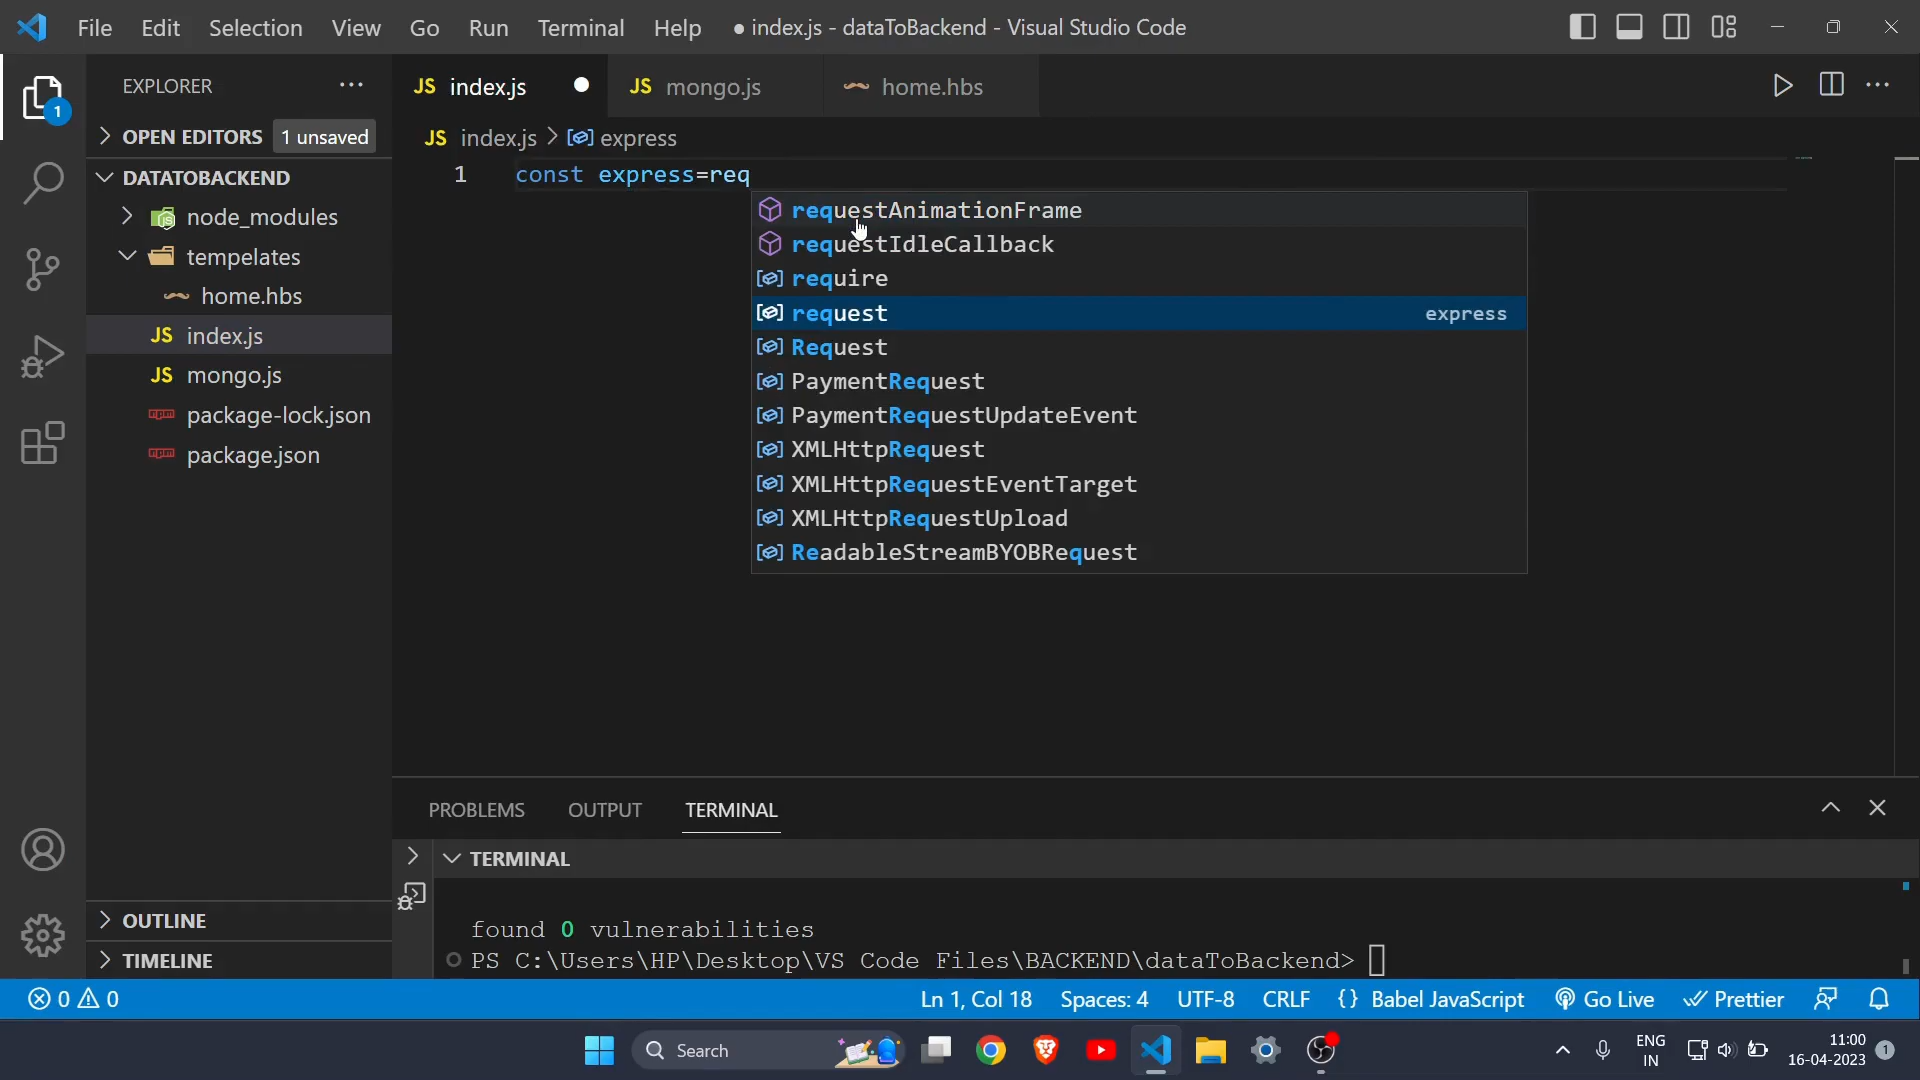 File Edit Selection View Go Run Terminal Help ● index.js - dataToBackend - Visual Studio Code
EXPLORER
JS index.js
JS mongo.js
home.hbs
1
OPEN EDITORS 1 unsaved
JS index.js > express
DATATOBACKEND
1 const express=req
node_modules
tempelates
home.hbs
JS index.js
JS mongo.js
package-lock.json
package.json
requestAnimationFrame
requestIdleCallback
require
request express
Request
PaymentRequest
PaymentRequestUpdateEvent
XMLHttpRequest
XMLHttpRequestEventTarget
XMLHttpRequestUpload
ReadableStreamBYOBRequest
PROBLEMS OUTPUT TERMINAL
TERMINAL
found 0 vulnerabilities
PS C:\Users\HP\Desktop\VS Code Files\BACKEND\dataToBackend>
OUTLINE
TIMELINE
0 0 Ln 1, Col 18 Spaces: 4 UTF-8 CRLF {} Babel JavaScript Go Live Prettier
Search
ENG
IN
11:00
16-04-2023
1